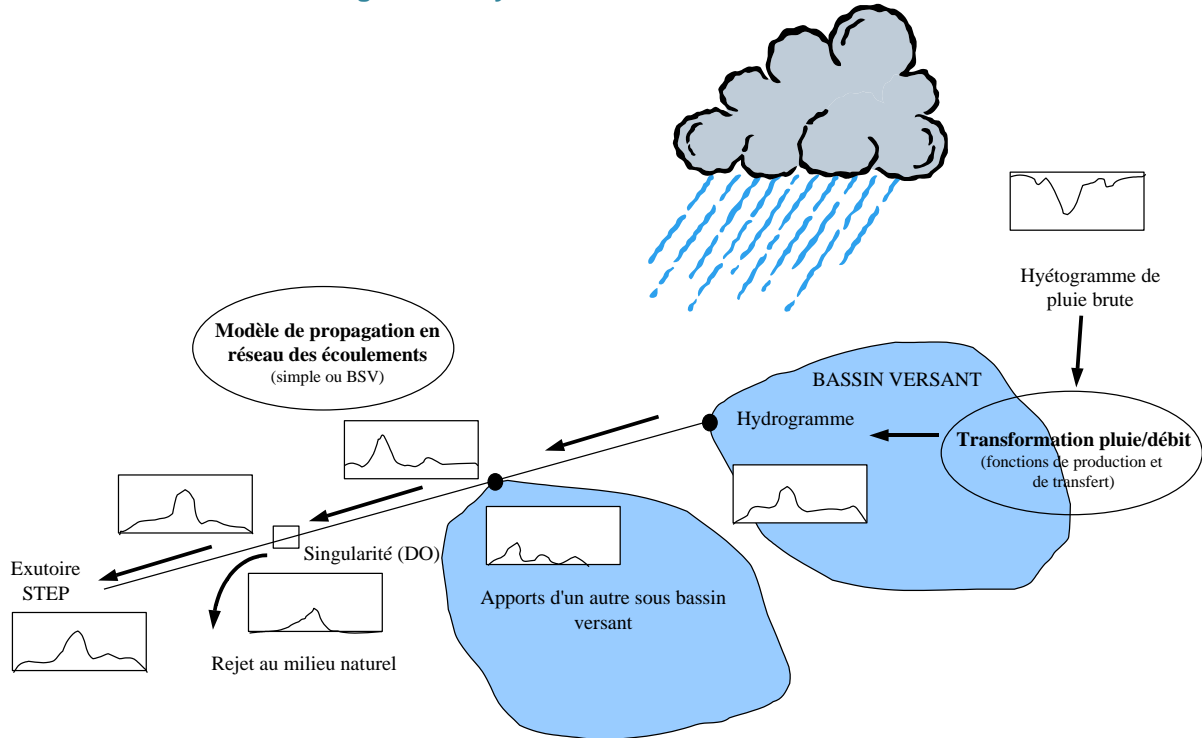 Hyétogramme de
pluie brute
Modèle de propagation en
réseau des écoulements
(simple ou BSV)
BASSIN VERSANT
Hydrogramme
Transformation pluie/débit
(fonctions de production et
de transfert)
Singularité (DO)
Exutoire
STEP
Apports d'un autre sous bassin
versant
Rejet au milieu naturel